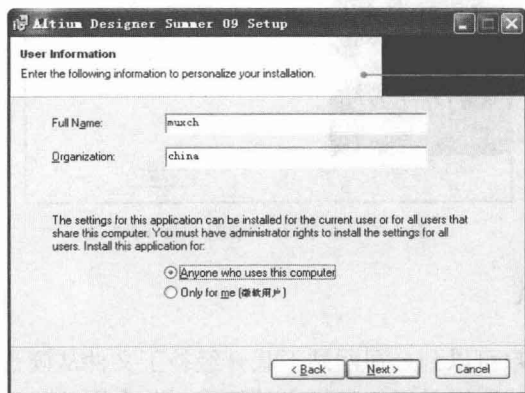 Altium Designer Summer 09 Setup
User Information
Enter the following information to personalize your installation.
Full Name:
muxch
Organization:
china
The settings for this application can be installed for the current user or for all users that
share this computer. You must have administrator rights to install the settings for all
users. Install this application for:
Anyone who uses this computer
Only for me (微软用户)
< Back
Next >
Cancel